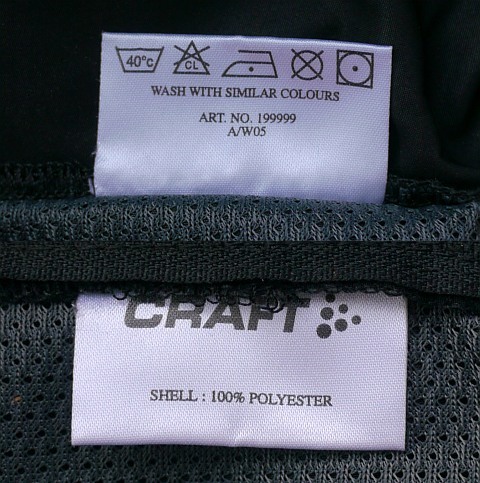 40°C CL
WASH WITH SIMILAR COLOURS
ART. NO. 199999
A/W05
CRAFT
SHELL : 100% POLYESTER